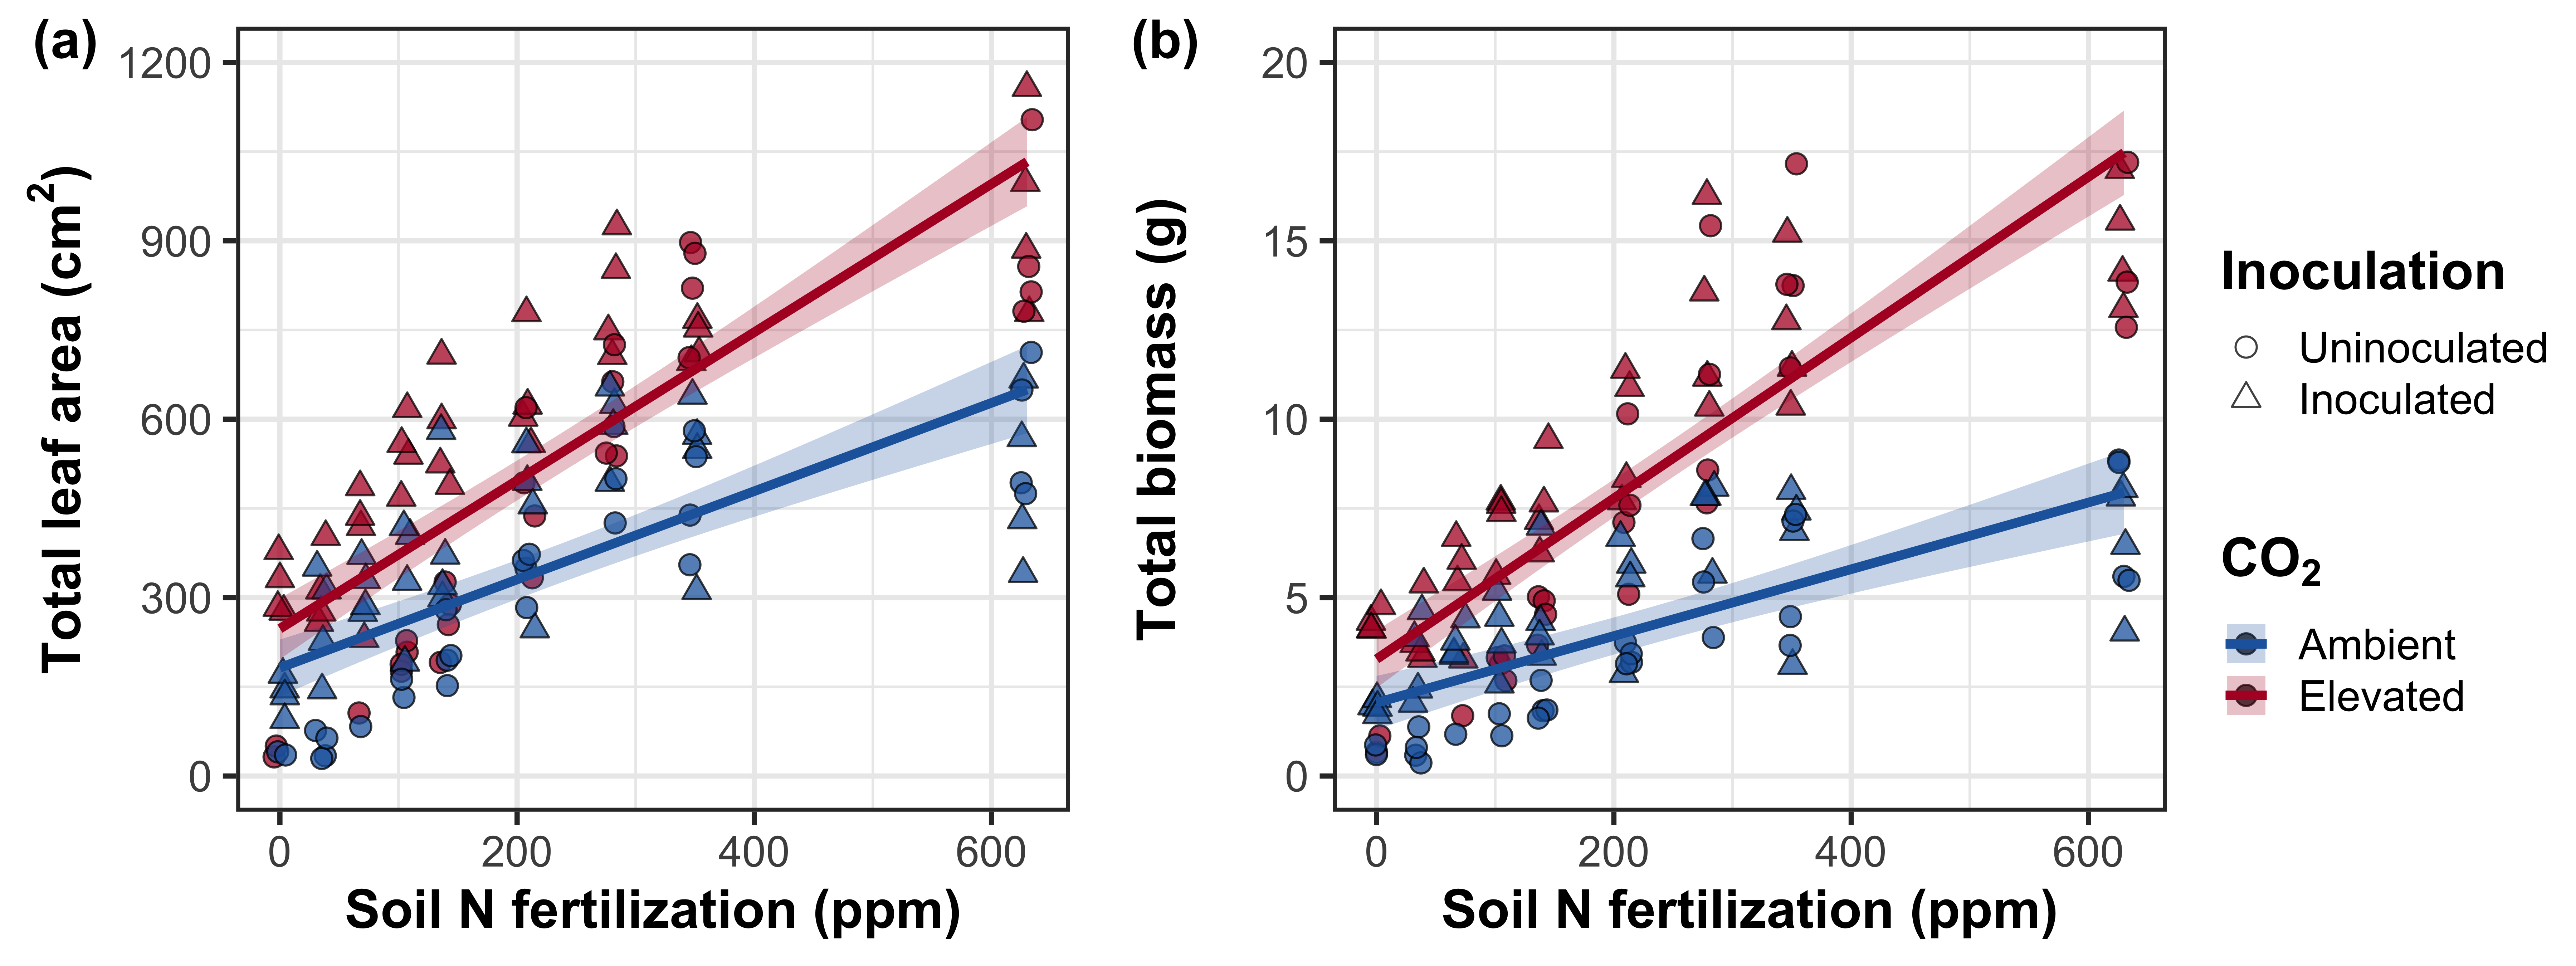 (a)
Total leaf area (cm²)
1200
900
600
300
0
0 200 400 600
Soil N fertilization (ppm)
(b)
Total biomass (g)
20
15
10
5
0
0 200 400 600
Soil N fertilization (ppm)
Inoculation
Uninoculated
Inoculated
CO₂
Ambient
Elevated